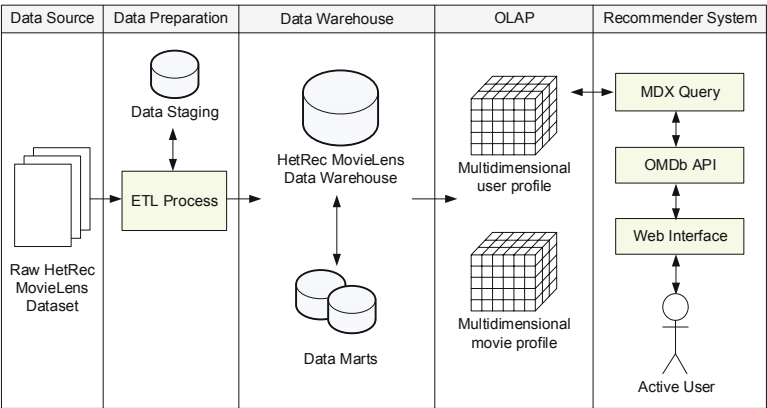 Data Source
Data Preparation
Data Warehouse
OLAP
Recommender System
Data Staging
ETL Process
Raw HetRec
MovieLens
Dataset
HetRec MovieLens
Data Warehouse
Data Marts
Multidimensional
user profile
Multidimensional
movie profile
MDX Query
OMDb API
Web Interface
Active User